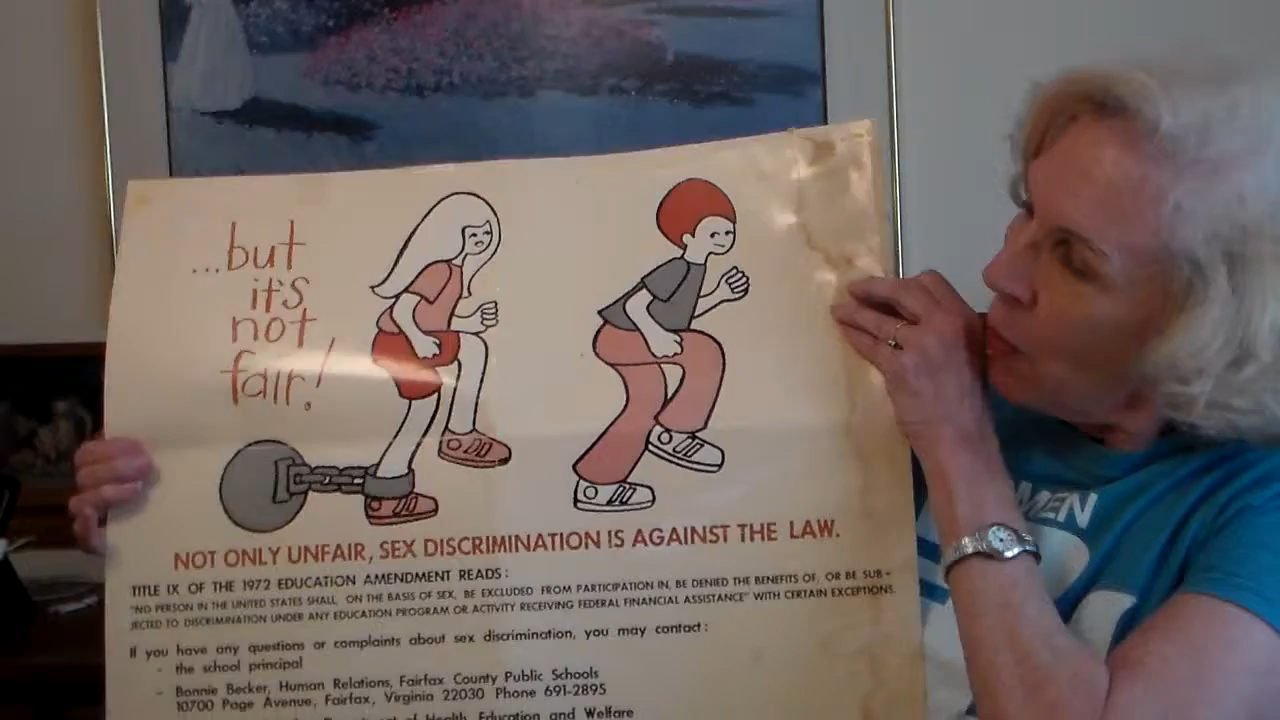 ...but
it's
not
fair!
NOT ONLY UNFAIR, SEX DISCRIMINATION IS AGAINST THE LAW.
TITLE IX OF THE 1972 EDUCATION AMENDMENT READS:
"NO PERSON IN THE UNITED STATES SHALL, ON THE BASIS OF SEX, BE EXCLUDED FROM PARTICIPATION IN, BE DENIED THE BENEFITS OF, OR BE SUB-
JECTED TO DISCRIMINATION UNDER ANY EDUCATION PROGRAM OR ACTIVITY RECEIVING FEDERAL FINANCIAL ASSISTANCE" WITH CERTAIN EXCEPTIONS.
If you have any questions or complaints about sex discrimination, you may contact:
- the school principal
- Bonnie Becker, Human Relations, Fairfax County Public Schools
10700 Page Avenue, Fairfax, Virginia 22030 Phone 691-2895
Department of Health, Education and Welfare
MEN